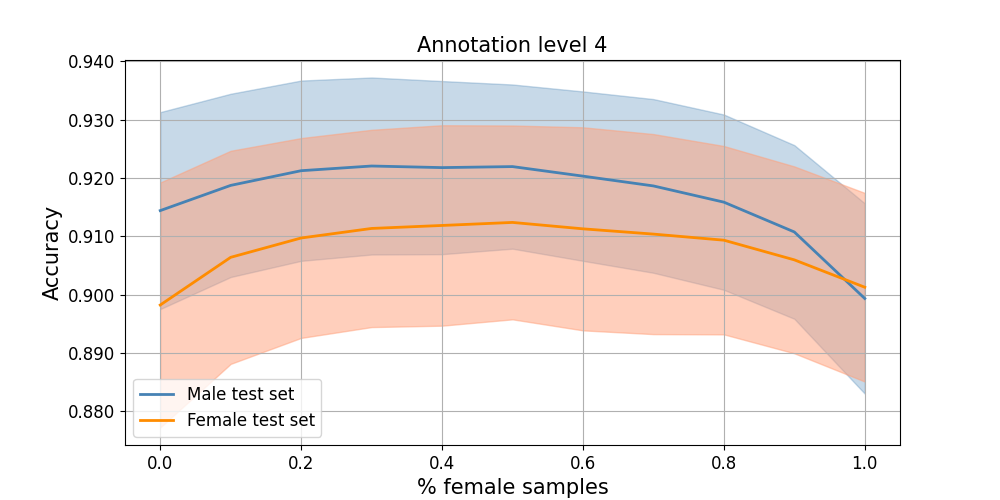 Annotation level 4
Accuracy
0.940
0.930
0.920
0.910
0.900
0.890
0.880
Male test set
Female test set
0.0 0.2 0.4 0.6 0.8 1.0
% female samples